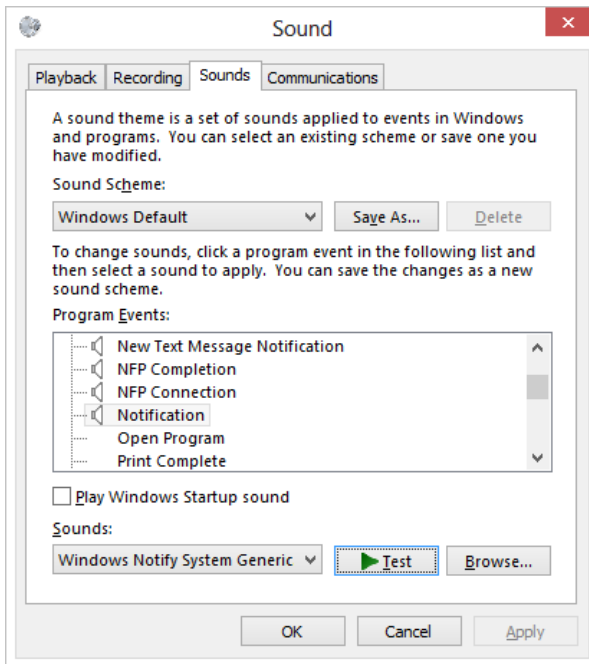 Sound
Playback Recording Sounds Communications
A sound theme is a set of sounds applied to events in Windows
and programs. You can select an existing scheme or save one you
have modified.
Sound Scheme:
Windows Default Save As... Delete
To change sounds, click a program event in the following list and
then select a sound to apply. You can save the changes as a new
sound scheme.
Program Events:
New Text Message Notification
NFP Completion
NFP Connection
Notification
Open Program
Print Complete
Play Windows Startup sound
Sounds:
Windows Notify System Generic Test Browse...
OK Cancel Apply